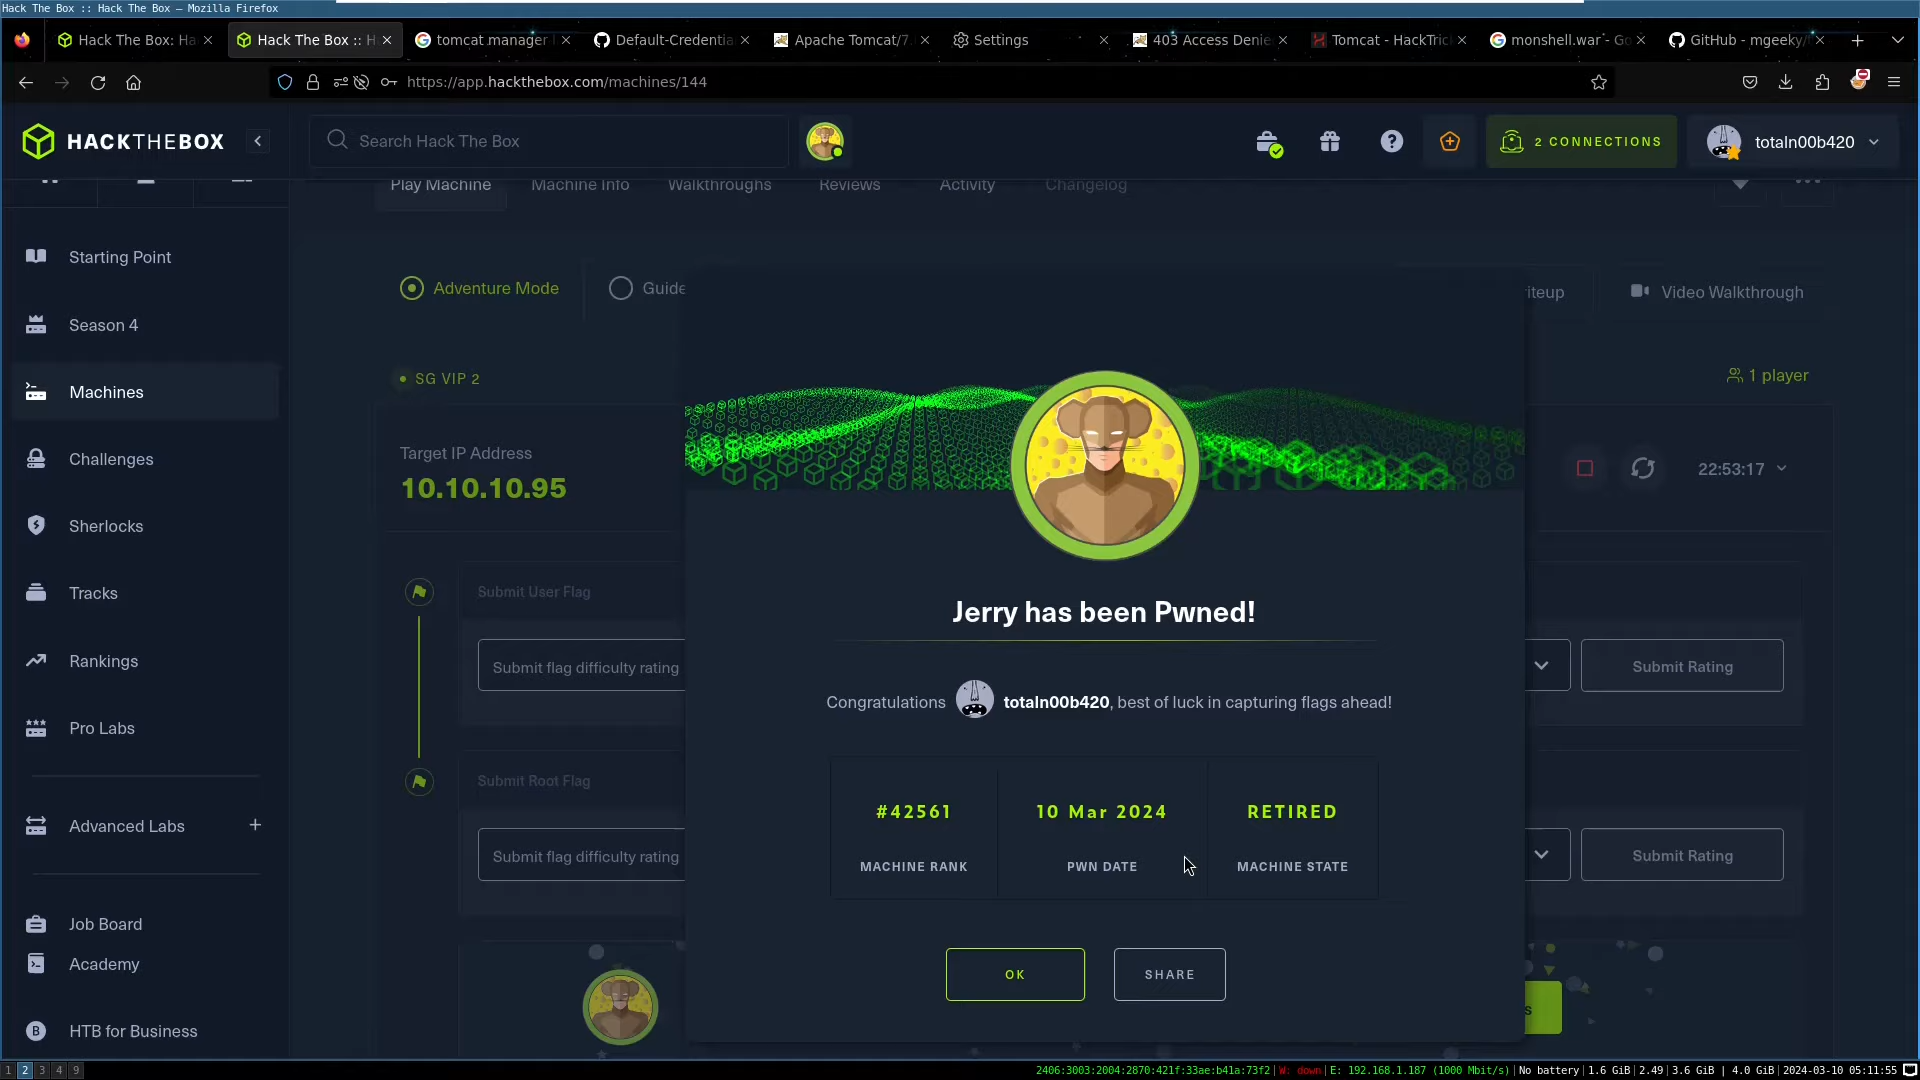 Hack The Box :: Hack The Box — Mozilla Firefox
Hack The Box: Ha
Hack The Box :: H
tomcat manager
Default-Credentia
Apache Tomcat/7.
Settings
403 Access Denie
Tomcat - HackTric
monshell.war - Go
GitHub - mgeeky/
https://app.hackthebox.com/machines/144
HACKTHEBOX
Search Hack The Box
2 CONNECTIONS
totaln00b420
Play Machine
Machine Info
Walkthroughs
Reviews
Activity
Changelog
Starting Point
Season 4
Machines
Challenges
Sherlocks
Tracks
Rankings
Pro Labs
Advanced Labs
Job Board
Academy
HTB for Business
Adventure Mode
Guide
iteup
Video Walkthrough
SG VIP 2
1 player
Target IP Address
10.10.10.95
22:53:17
Submit User Flag
Submit flag difficulty rating
Submit Rating
Submit Root Flag
Submit flag difficulty rating
Submit Rating
Jerry has been Pwned!
Congratulations totaln00b420, best of luck in capturing flags ahead!
#42561
MACHINE RANK
10 Mar 2024
PWN DATE
RETIRED
MACHINE STATE
OK
SHARE
s
1 2 3 4 9
2406:3003:2004:2870:421f:33ae:b41a:73f2|W: down|E: 192.168.1.187 (1000 Mbit/s)|No battery|1.6 GiB|2.49|3.6 GiB | 4.0 GiB|2024-03-10 05:11:55